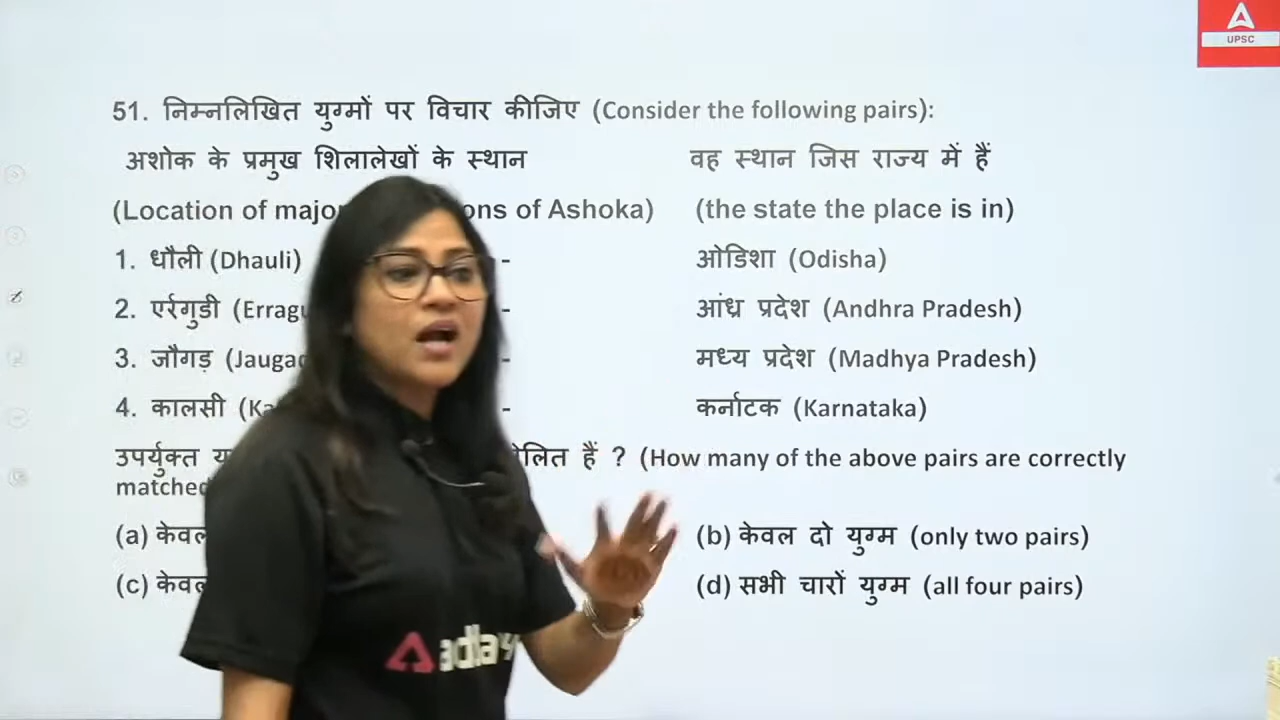 UPSC
51. निम्नलिखित युग्मों पर विचार कीजिए (Consider the following pairs):
अशोक के प्रमुख शिलालेखों के स्थान वह स्थान जिस राज्य में हैं
(Location of major ons of Ashoka) (the state the place is in)
1. धौली (Dhauli) - ओडिशा (Odisha)
2. एर्रगुडी (Erragu - आंध्र प्रदेश (Andhra Pradesh)
3. जौगड़ (Jaugad - मध्य प्रदेश (Madhya Pradesh)
4. कालसी (Ka - कर्नाटक (Karnataka)
उपर्युक्त हैं ? (How many of the above pairs are correctly
matched
(a) केवल (b) केवल दो युग्म (only two pairs)
(c) केवल (d) सभी चारों युग्म (all four pairs)
adda